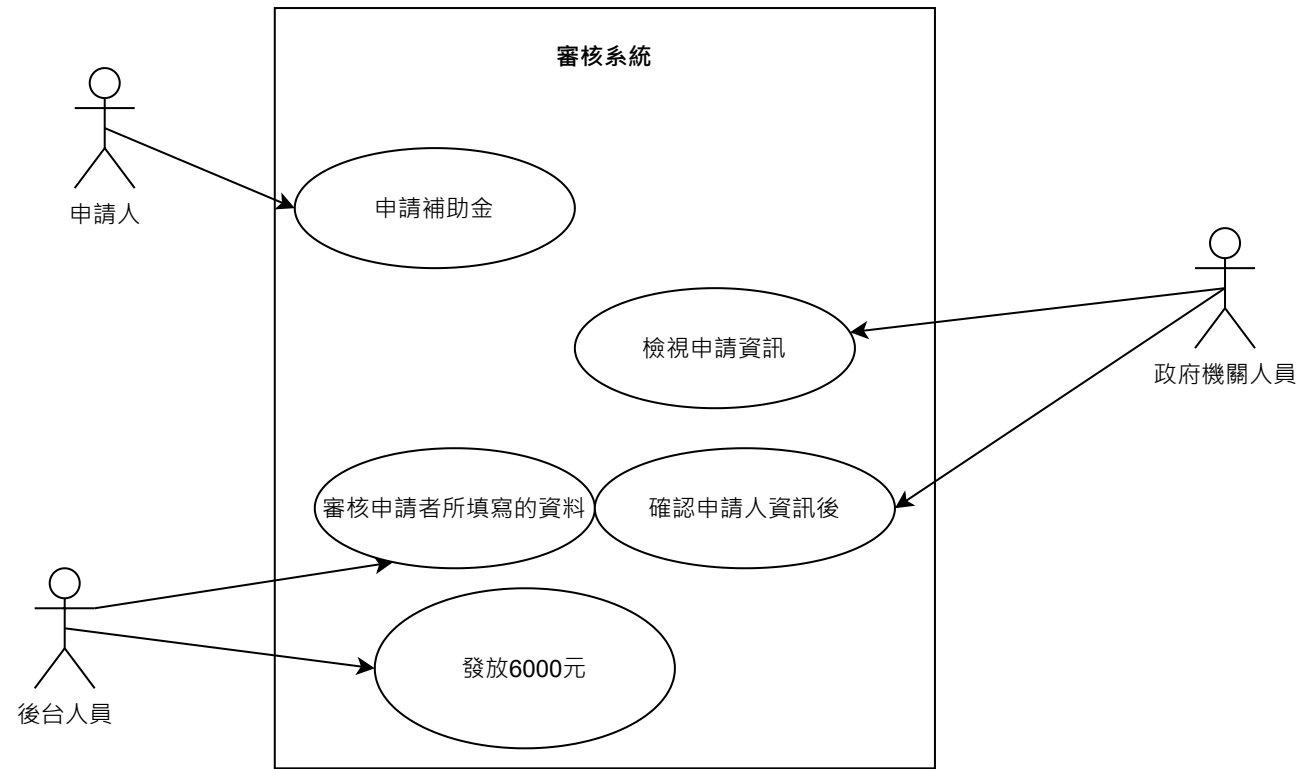 審核系統
申請人
申請補助金
檢視申請資訊
政府機關人員
審核申請者所填寫的資料
確認申請人資訊後
發放6000元
後台人員